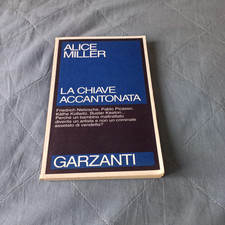 ALICE
MILLER
LA CHIAVE
ACCANTONATA
Friedrich Nietzsche, Pablo Picasso,
Käthe Kollwitz, Buster Keaton...
Perché un bambino maltrattato
diventa un artista e non un criminale
assetato di vendetta?
GARZANTI